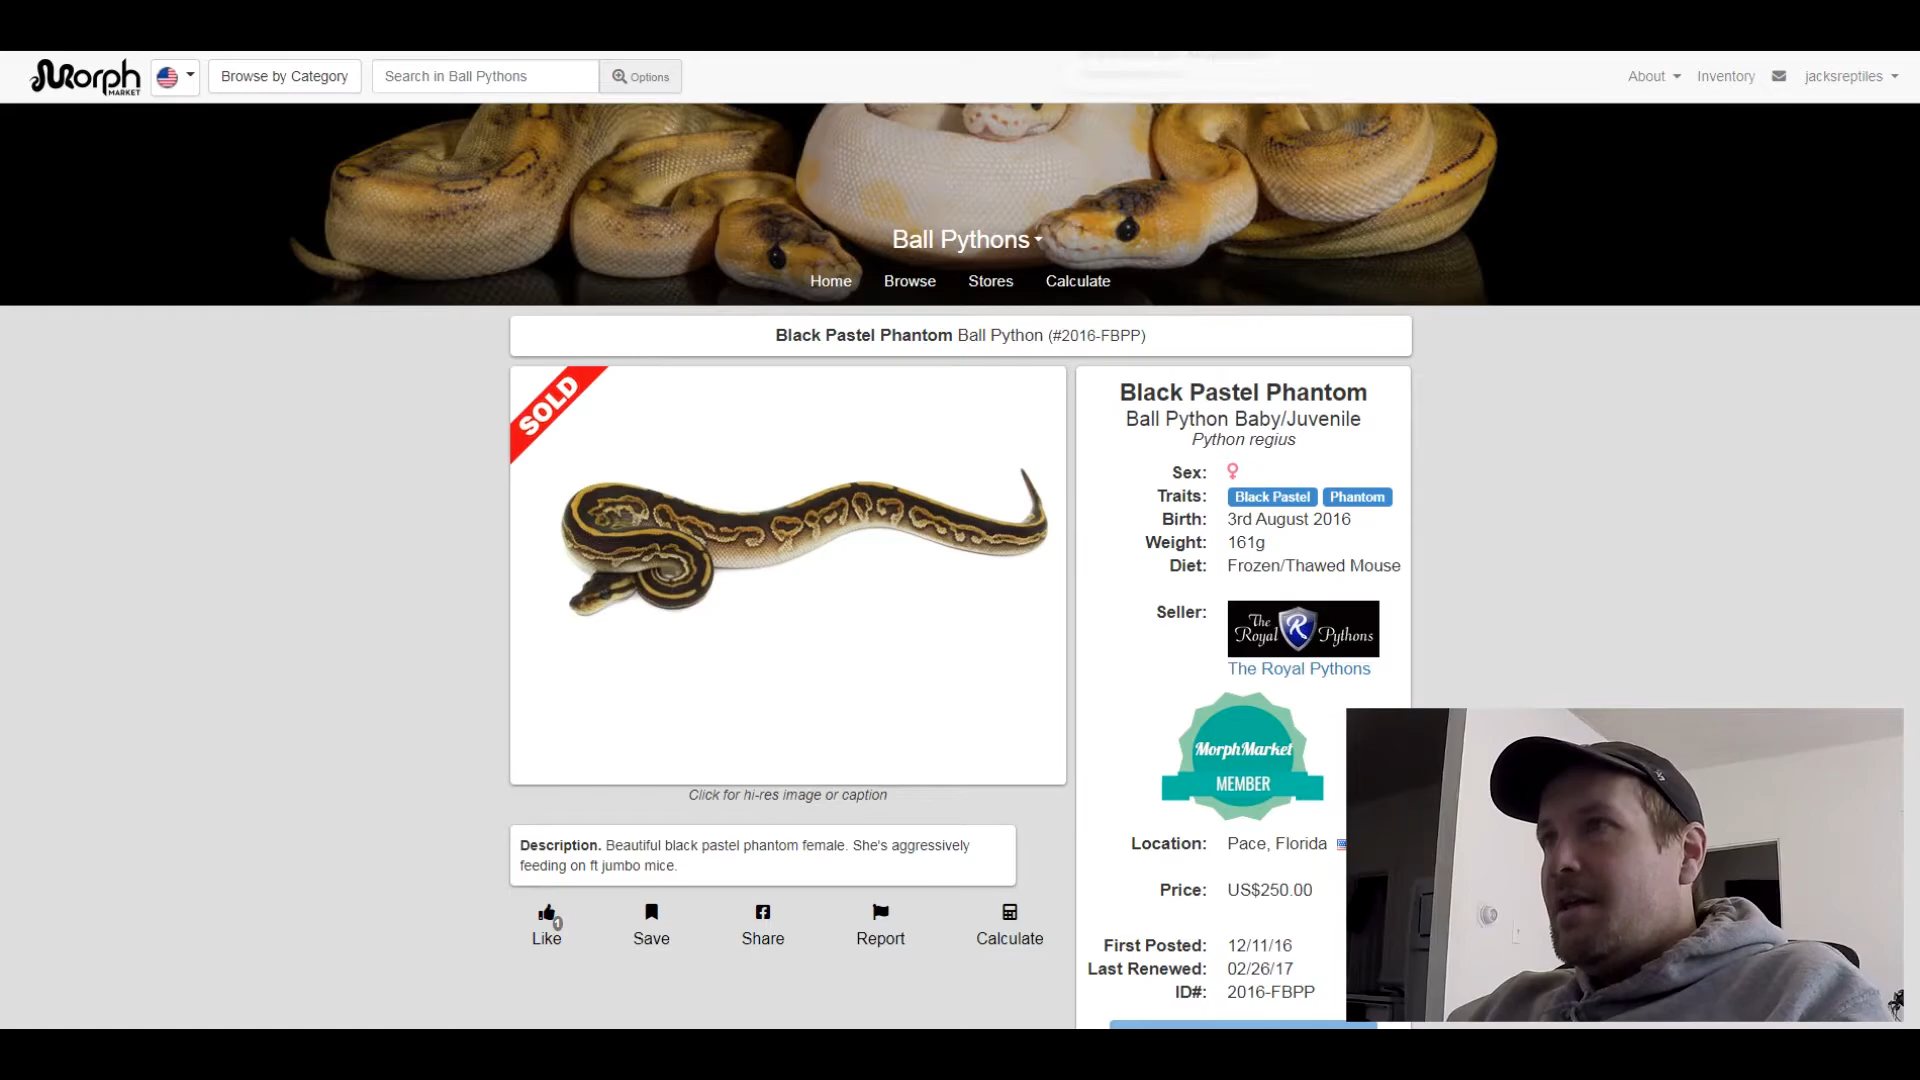 Morph
MARKET
Browse by Category
Search in Ball Pythons
Options
About
Inventory
jacksreptiles
Ball Pythons
Home
Browse
Stores
Calculate
Black Pastel Phantom Ball Python (#2016-FBPP)
SOLD
Click for hi-res image or caption
Description. Beautiful black pastel phantom female. She's aggressively
feeding on ft jumbo mice.
1
Like
Save
Share
Report
Calculate
Black Pastel Phantom
Ball Python Baby/Juvenile
Python regius
Sex: ♀
Traits: Black Pastel Phantom
Birth: 3rd August 2016
Weight: 161g
Diet: Frozen/Thawed Mouse
Seller:
The Royal R Pythons
The Royal Pythons
MorphMarket
MEMBER
Location: Pace, Florida
Price: US$250.00
First Posted: 12/11/16
Last Renewed: 02/26/17
ID#: 2016-FBPP